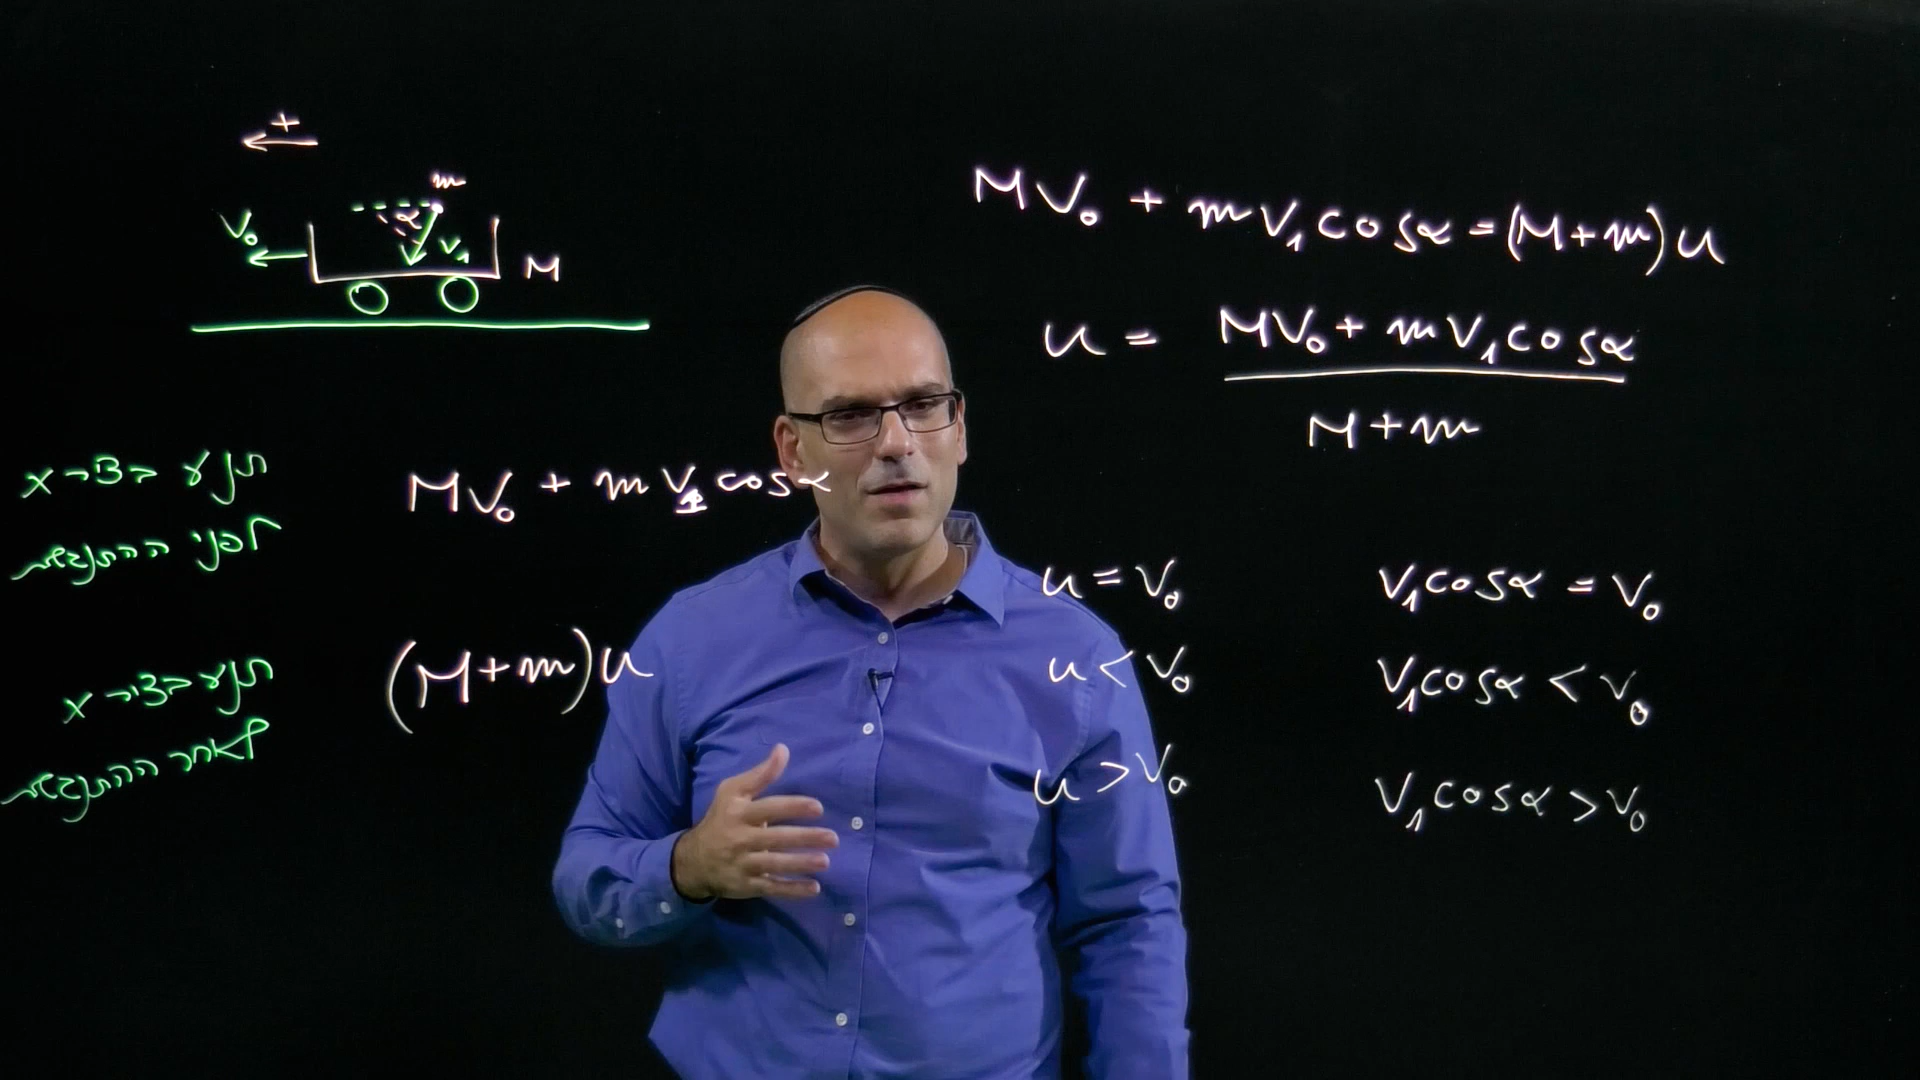 +
m
α
V₀
V₁
M
תנע בציר x
לפני ההתנגשות
MV₀ + mV₁cosα
תנע בציר x
לאחר ההתנגשות
(M+m)u
MV₀ + mV₁cosα = (M+m)u
u = MV₀ + mV₁cosα
M+m
u = V₀ V₁cosα = V₀
u < V₀ V₁cosα < V₀
u > V₀ V₁cosα > V₀